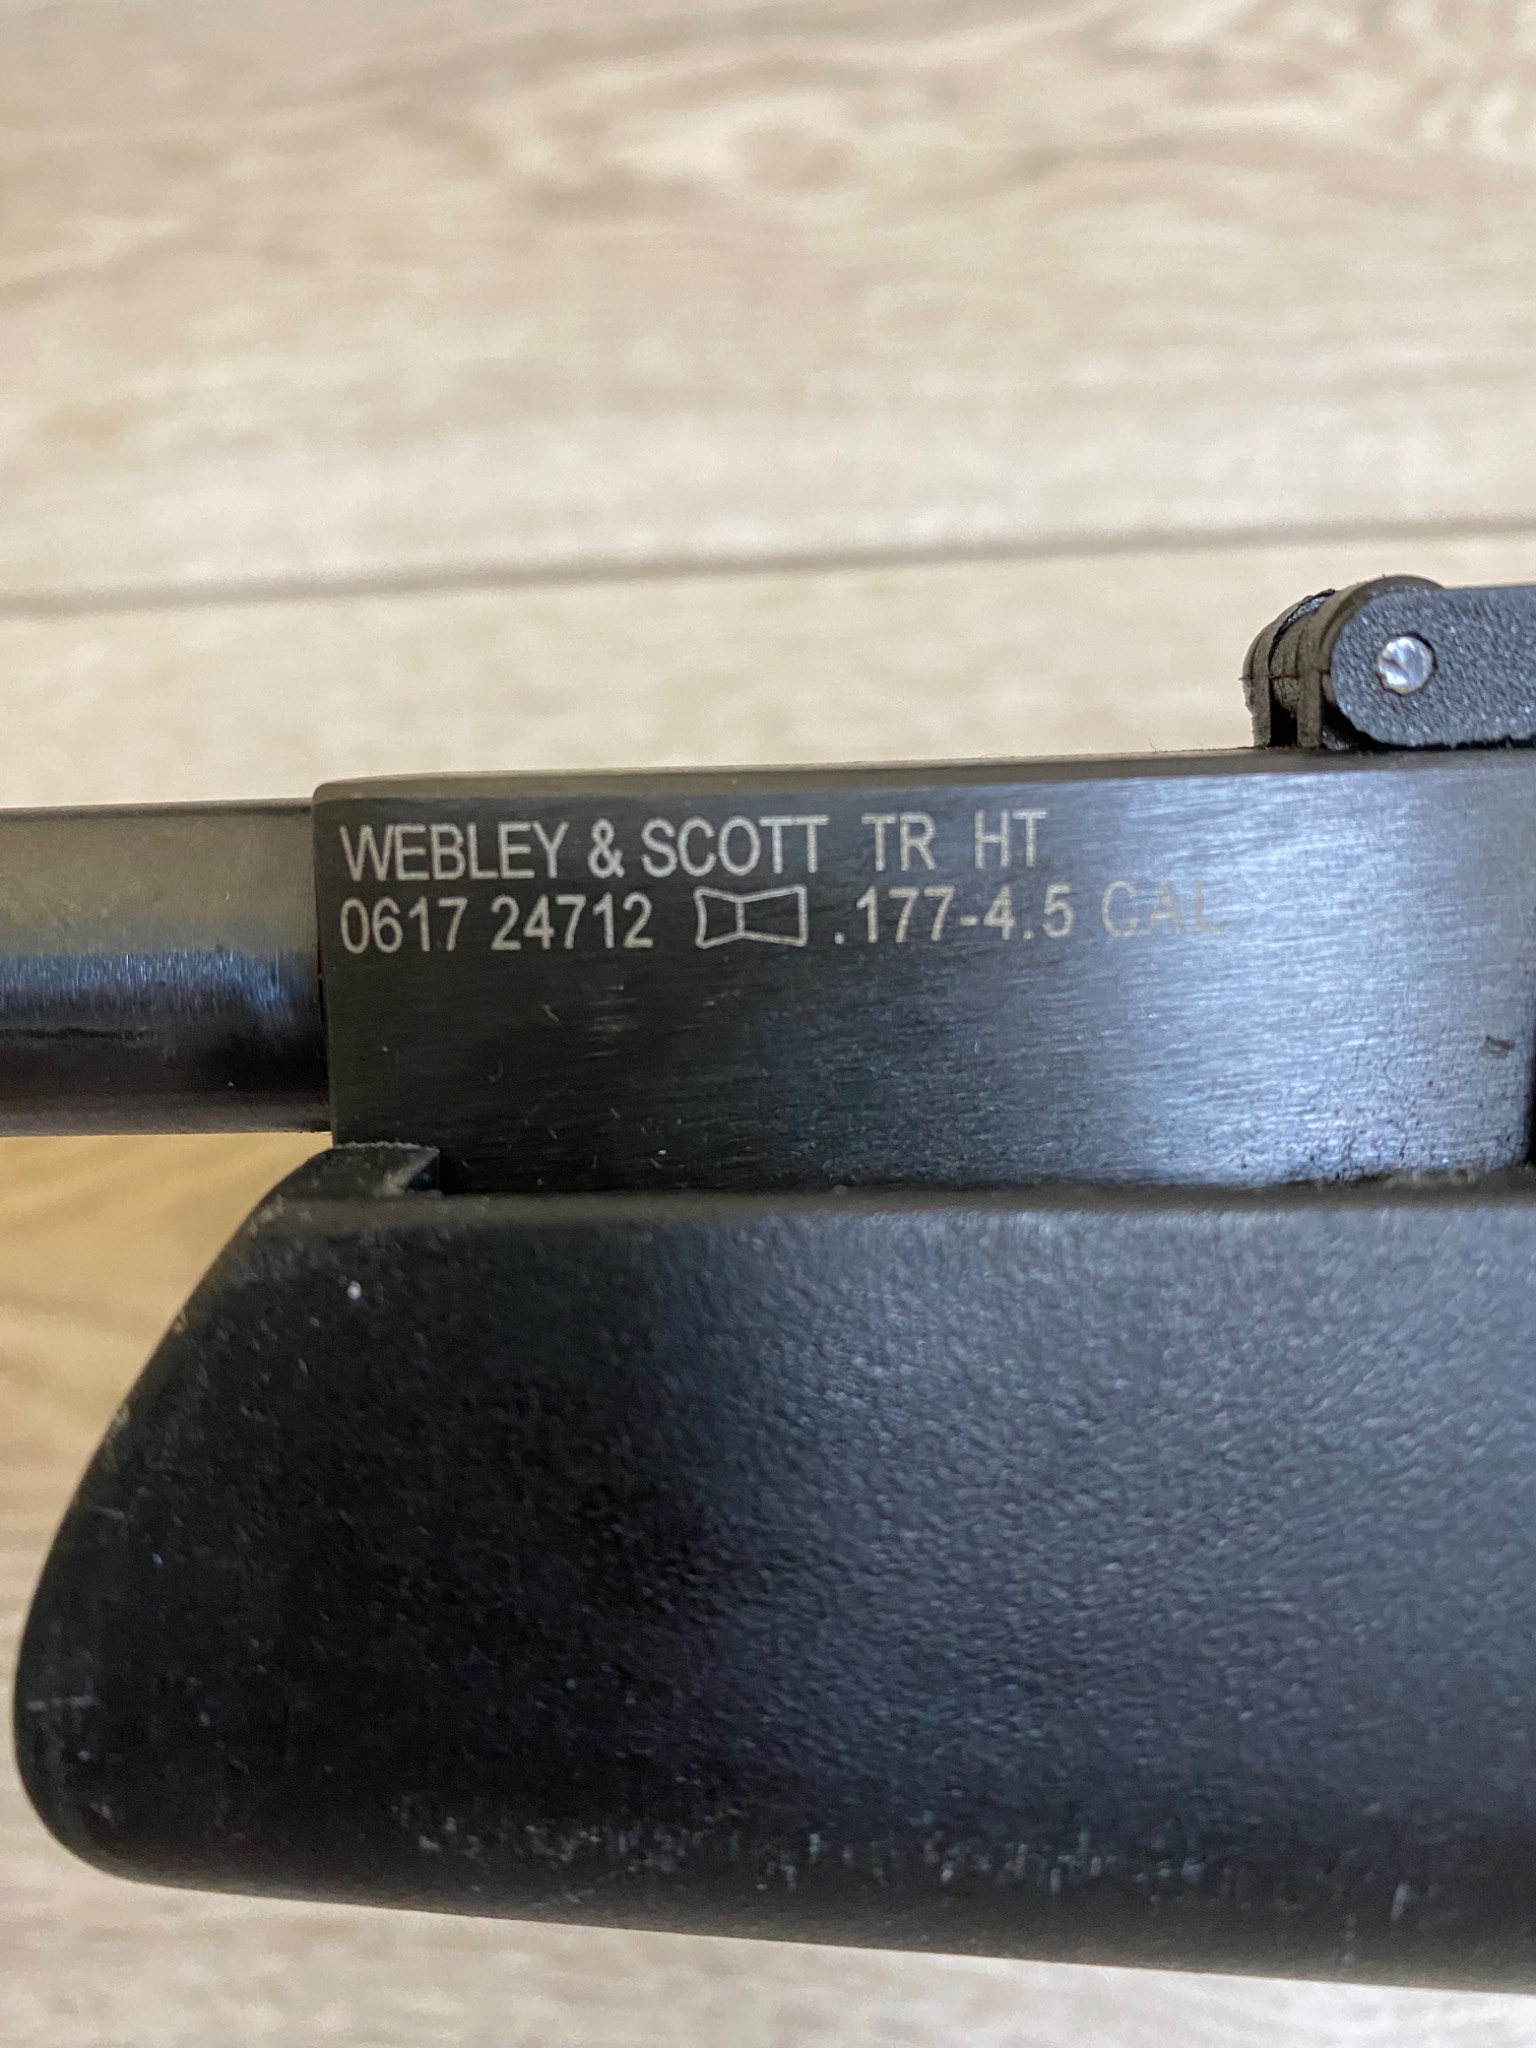 WEBLEY & SCOTT TR HT
0617 24712 .177-4.5 CAL